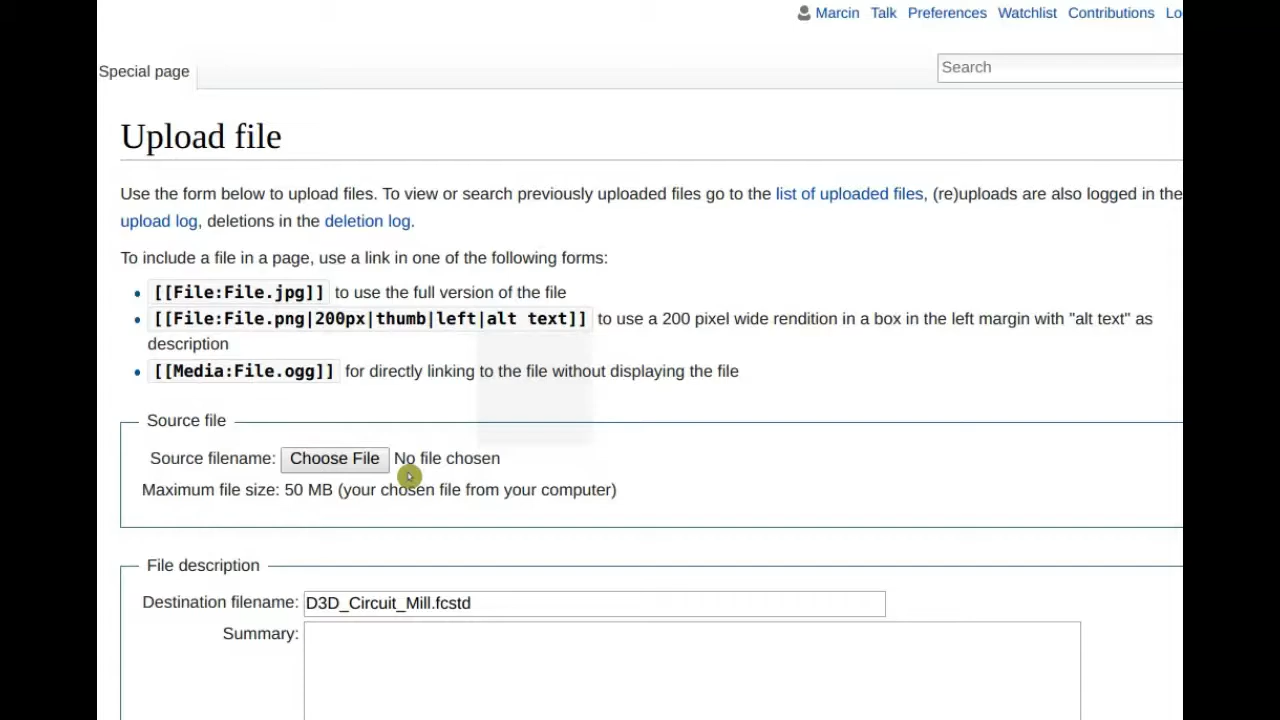 Marcin Talk Preferences Watchlist Contributions Lo
Special page
Search
Upload file
Use the form below to upload files. To view or search previously uploaded files go to the list of uploaded files, (re)uploads are also logged in the
upload log, deletions in the deletion log.
To include a file in a page, use a link in one of the following forms:
[[File:File.jpg]] to use the full version of the file
[[File:File.png|200px|thumb|left|alt text]] to use a 200 pixel wide rendition in a box in the left margin with "alt text" as
description
[[Media:File.ogg]] for directly linking to the file without displaying the file
Source file
Source filename: Choose File No file chosen
Maximum file size: 50 MB (your chosen file from your computer)
File description
Destination filename: D3D_Circuit_Mill.fcstd
Summary: